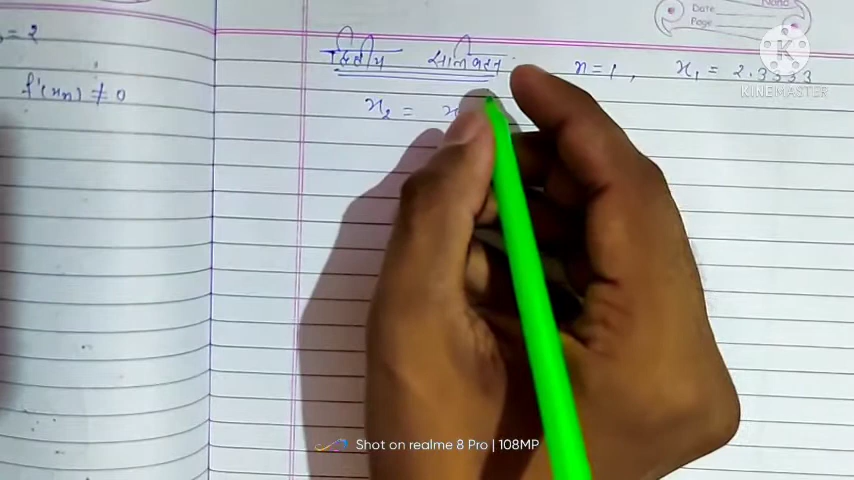 = 2
f'(xn) ≠ 0
Date
Page
द्वितीय सन्निकटन n = 1, x₁ = 2.3333
x₂ = x
KINEMASTER
Shot on realme 8 Pro | 108MP